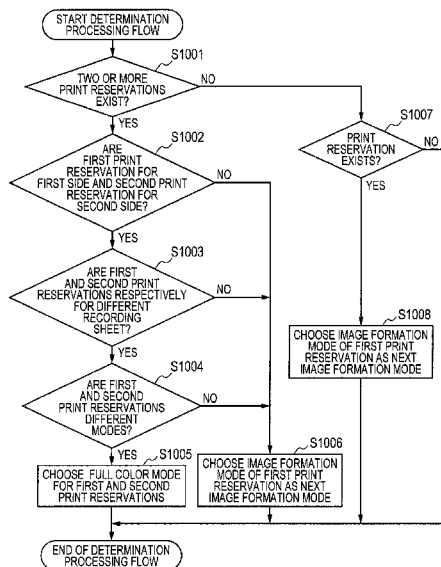 START DETERMINATION
PROCESSING FLOW
S1001
TWO OR MORE
PRINT RESERVATIONS
EXIST?
NO
YES
S1002
ARE
FIRST PRINT
RESERVATION FOR
FIRST SIDE AND SECOND PRINT
RESERVATION FOR
SECOND SIDE?
NO
YES
S1003
ARE FIRST
AND SECOND PRINT
RESERVATIONS RESPECTIVELY
FOR DIFFERENT
RECORDING
SHEET?
NO
YES
S1004
ARE FIRST
AND SECOND
PRINT RESERVATIONS
DIFFERENT
MODES?
NO
YES
S1005
CHOOSE FULL COLOR MODE
FOR FIRST AND SECOND
PRINT RESERVATIONS
S1006
CHOOSE IMAGE FORMATION
MODE OF FIRST PRINT
RESERVATION AS NEXT
IMAGE FORMATION MODE
S1007
PRINT
RESERVATION
EXISTS?
NO
YES
S1008
CHOOSE IMAGE FORMATION
MODE OF FIRST PRINT
RESERVATION AS NEXT
IMAGE FORMATION MODE
END OF DETERMINATION
PROCESSING FLOW